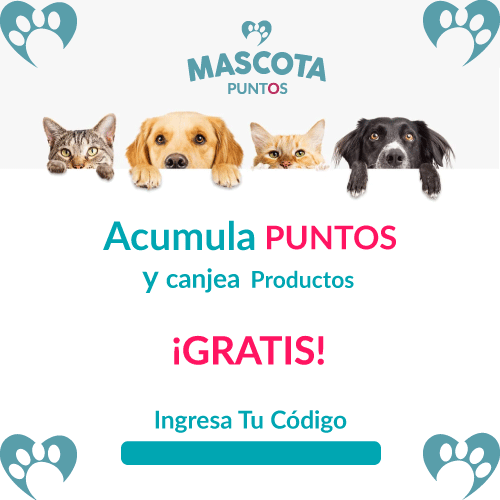 MASCOTA
PUNTOS
Acumula PUNTOS
y canjea Productos
¡GRATIS!
Ingresa Tu Código